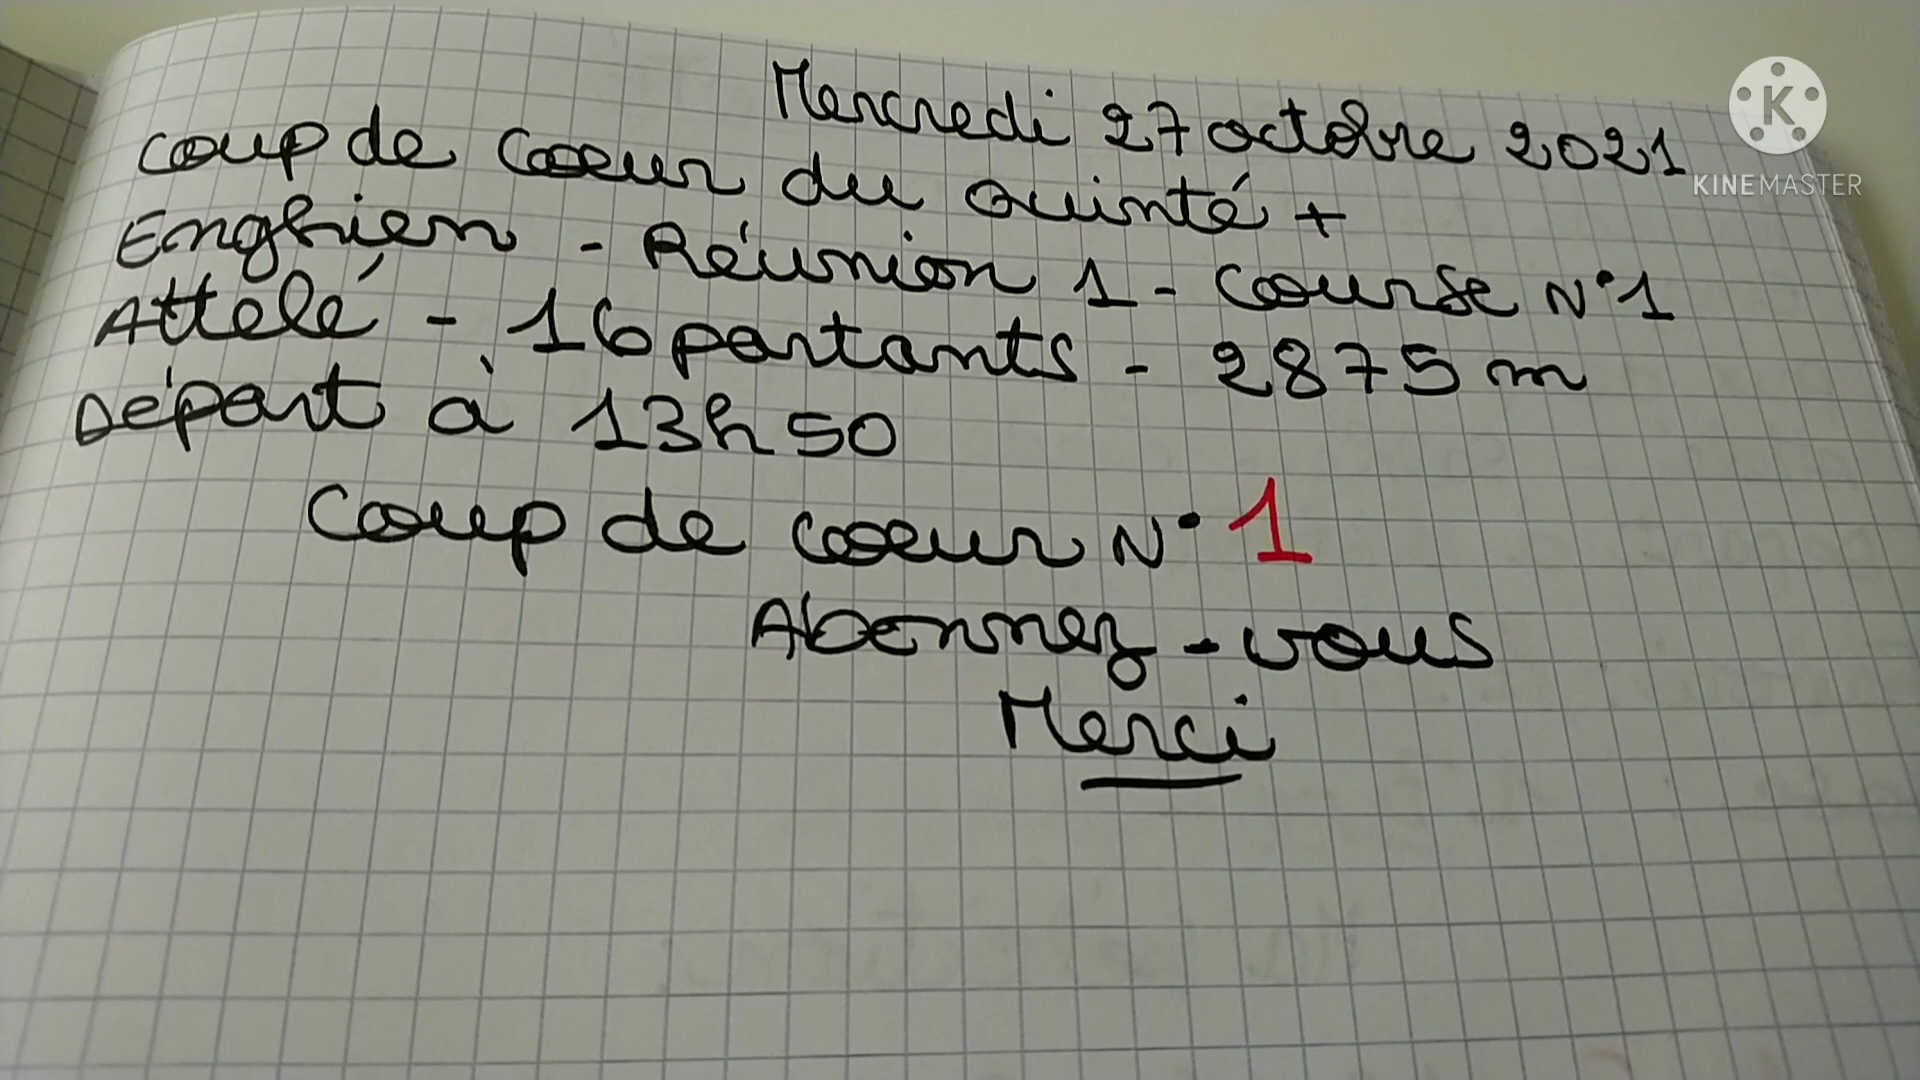 Mercredi 27 octobre 2021
Coup de Coeur du Quinté +
Enghien - Réunion 1 - Course N°1
Attelé - 16 partants - 2875 m
Départ à 13h50
Coup de coeur N° 1
Abonnez-vous
Merci
K
KINEMASTER